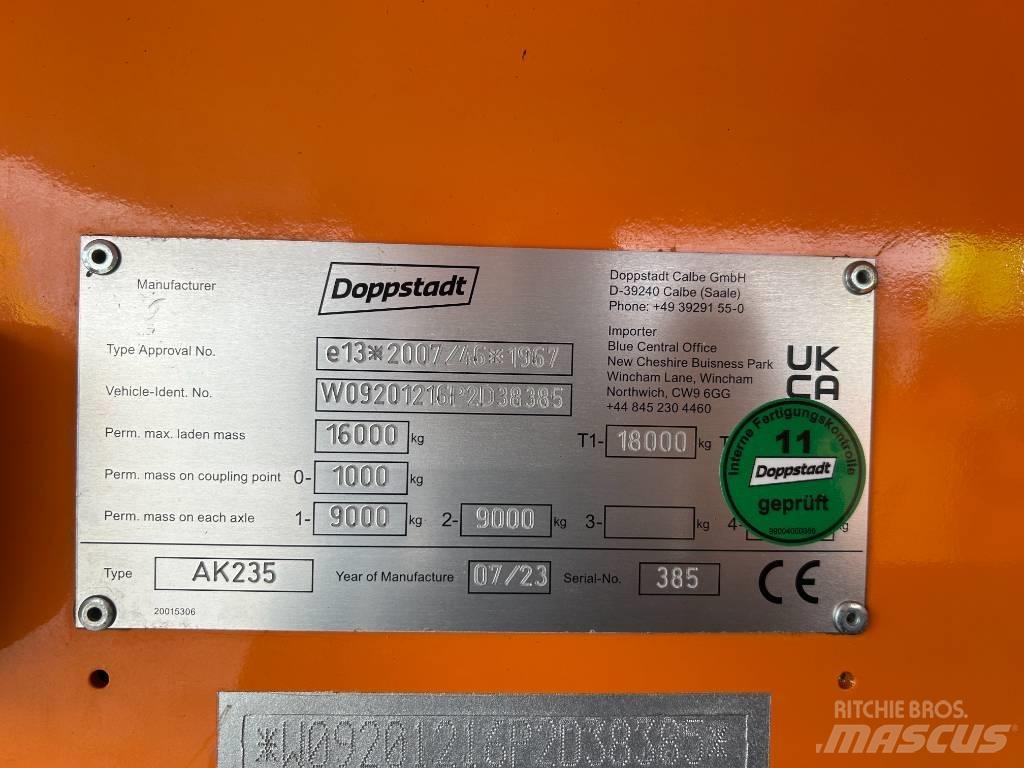 Manufacturer
Doppstadt
Doppstadt Calbe GmbH
D-39240 Calbe (Saale)
Phone: +49 39291 55-0
Importer
Blue Central Office
New Cheshire Buisness Park
Wincham Lane, Wincham
Northwich, CW9 6GG
+44 845 230 4460
UK
CA
Type Approval No. e13*2007/46*1967
Vehicle-Ident. No. W09201216P2D38385
Perm. max. laden mass 16000 kg T1- 18000 kg
Perm. mass on coupling point 0- 1000 kg
Perm. mass on each axle 1- 9000 kg 2- 9000 kg 3- kg 4- kg
Interne Fertigungskontrolle
11
Doppstadt
geprüft
Type AK235 Year of Manufacture 07/23 Serial-No. 385 CE
20015306
*W09201216P2D38385*
RITCHIE BROS.
MASCUS